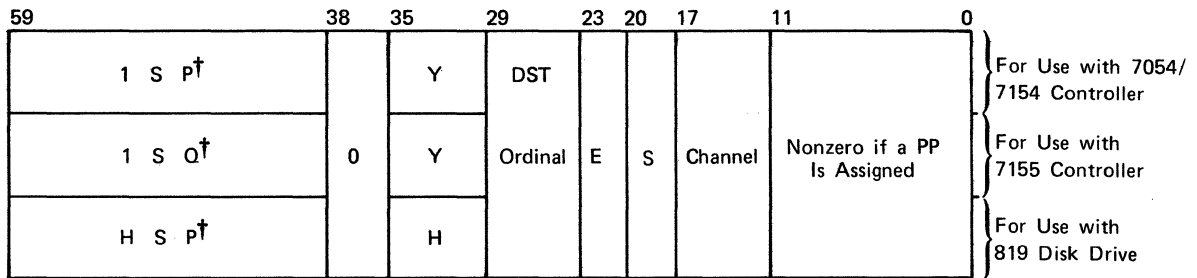 59 38 35 29 23 20 17 11 0
1 S P† Y DST For Use with 7054/
7154 Controller
1 S Q† 0 Y Ordinal E S Channel Nonzero if a PP
Is Assigned
For Use with
7155 Controller
H S P† H For Use with
819 Disk Drive